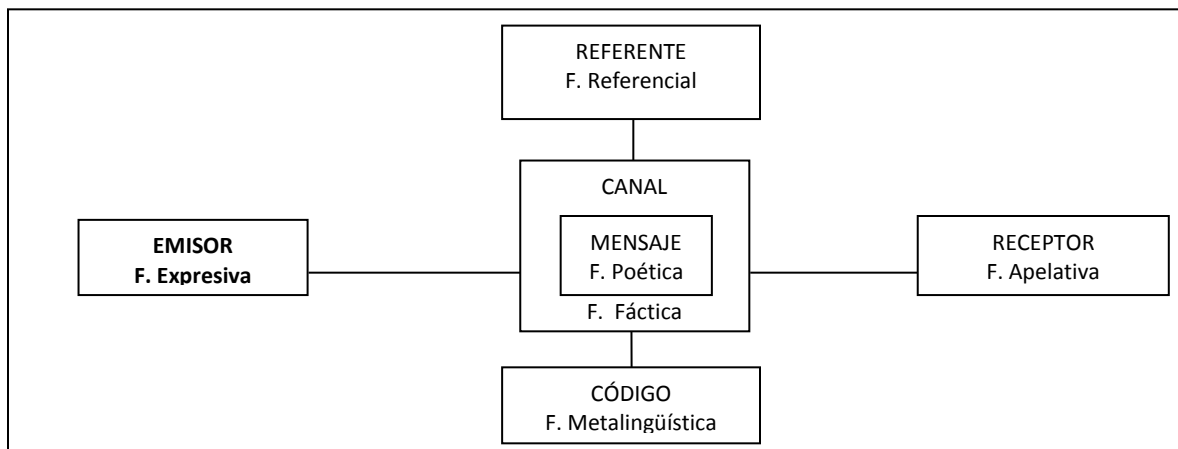 REFERENTE
F. Referencial
CANAL
EMISOR
F. Expresiva
MENSAJE
F. Poética
RECEPTOR
F. Apelativa
F. Fáctica
CÓDIGO
F. Metalingüística